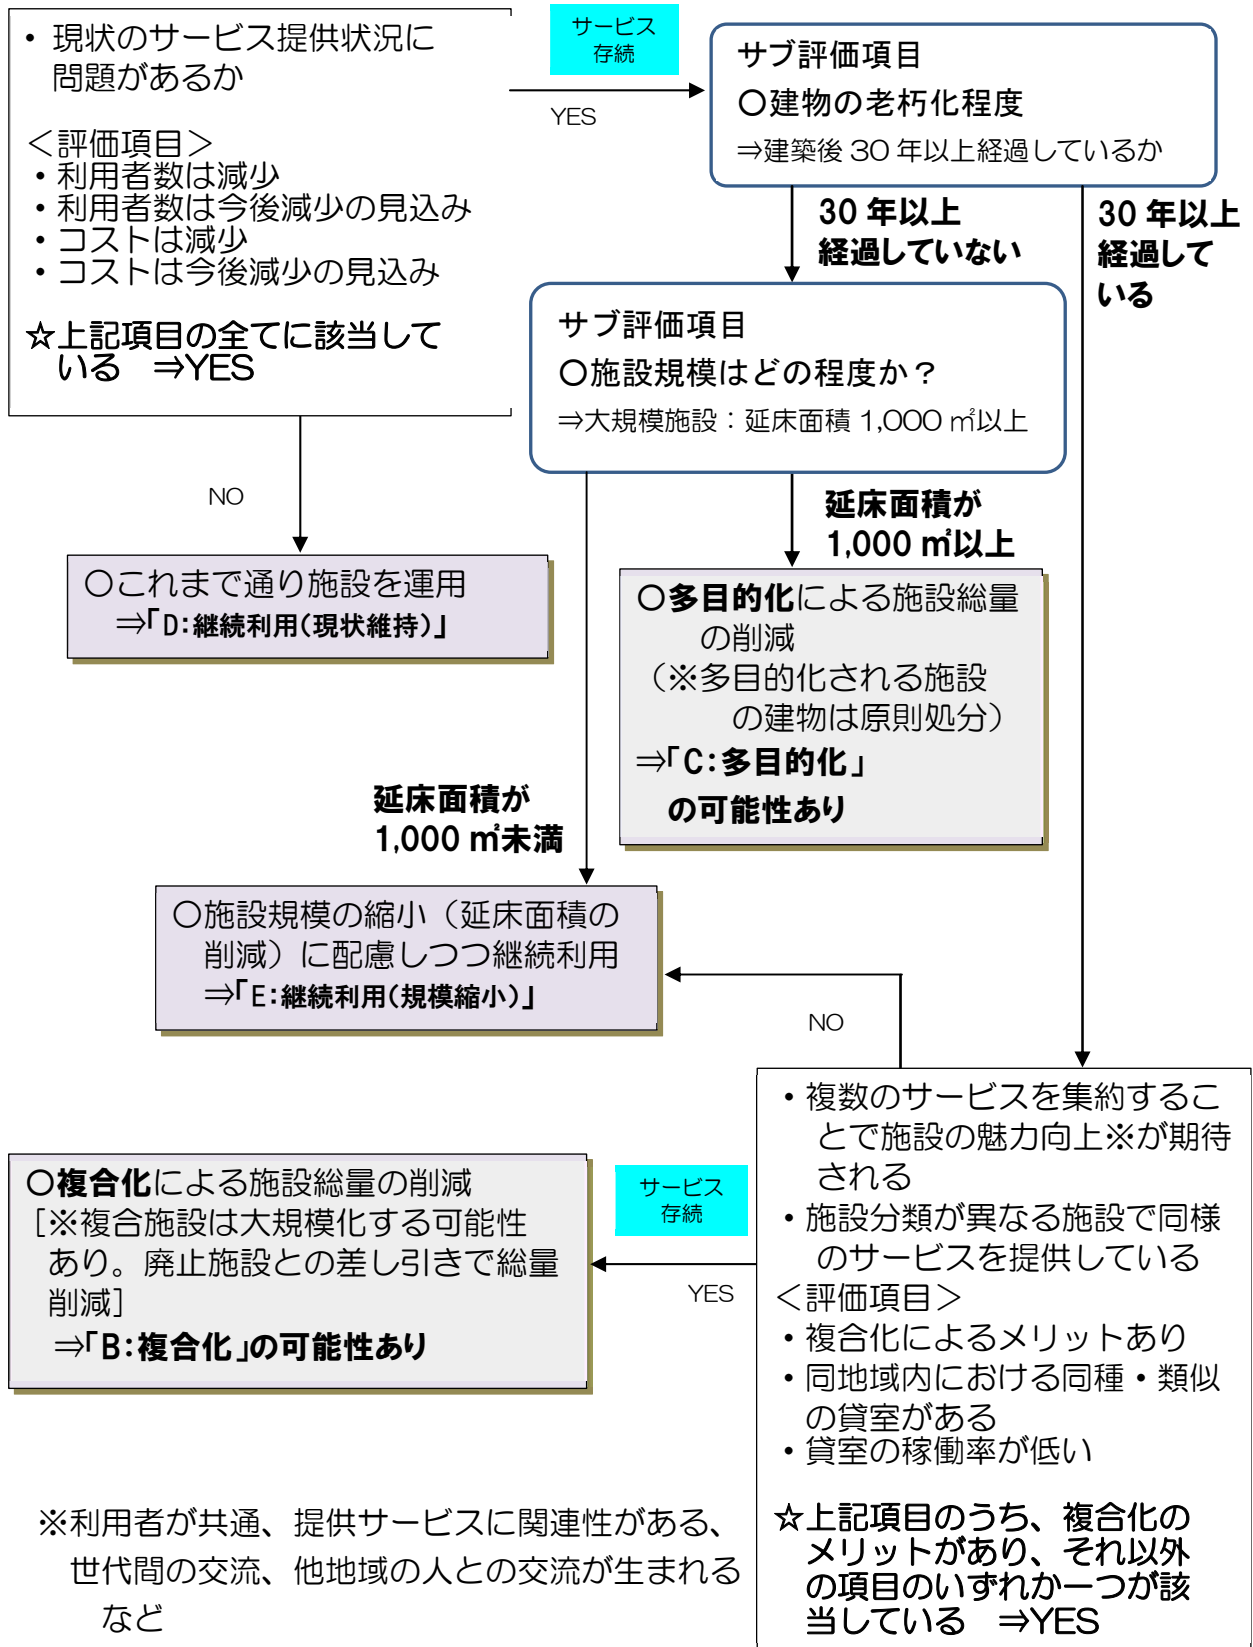 ・現状のサービス提供状況に
問題があるか
＜評価項目＞
・利用者数は減少
・利用者数は今後減少の見込み
・コストは減少
・コストは今後減少の見込み
☆上記項目の全てに該当して
いる　⇒YES
サービス
存続
YES
サブ評価項目
〇建物の老朽化程度
⇒建築後30年以上経過しているか
30年以上
経過していない
30年以上
経過して
いる
サブ評価項目
〇施設規模はどの程度か？
⇒大規模施設：延床面積1,000㎡以上
NO
延床面積が
1,000㎡以上
〇これまで通り施設を運用
⇒「D：継続利用（現状維持）」
〇多目的化による施設総量
の削減
（※多目的化される施設
の建物は原則処分）
⇒「C：多目的化」
の可能性あり
延床面積が
1,000㎡未満
〇施設規模の縮小（延床面積の
削減）に配慮しつつ継続利用
⇒「E：継続利用（規模縮小）」
NO
・複数のサービスを集約するこ
とで施設の魅力向上※が期待
される
・施設分類が異なる施設で同様
のサービスを提供している
＜評価項目＞
・複合化によるメリットあり
・同地域内における同種・類似
の貸室がある
・貸室の稼働率が低い
☆上記項目のうち、複合化の
メリットがあり、それ以外
の項目のいずれか一つが該
当している　⇒YES
サービス
存続
YES
〇複合化による施設総量の削減
［※複合施設は大規模化する可能性
あり。廃止施設との差し引きで総量
削減］
⇒「B：複合化」の可能性あり
※利用者が共通、提供サービスに関連性がある、
世代間の交流、他地域の人との交流が生まれる
など